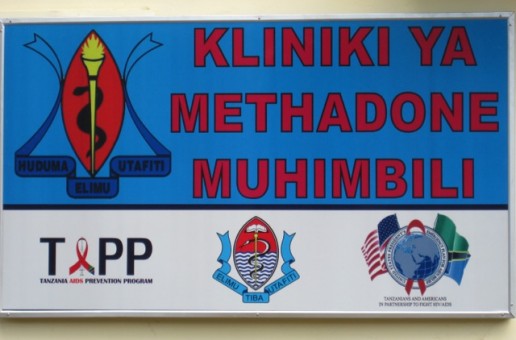 KLINIKI YA
METHADONE
MUHIMBILI
HUDUMA
ELIMU
UTAFITI
TAPP
TANZANIA AIDS PREVENTION PROGRAM
ELIMU
TIBA
UTAFITI
TANZANIANS AND AMERICANS
IN PARTNERSHIP TO FIGHT HIV/AIDS